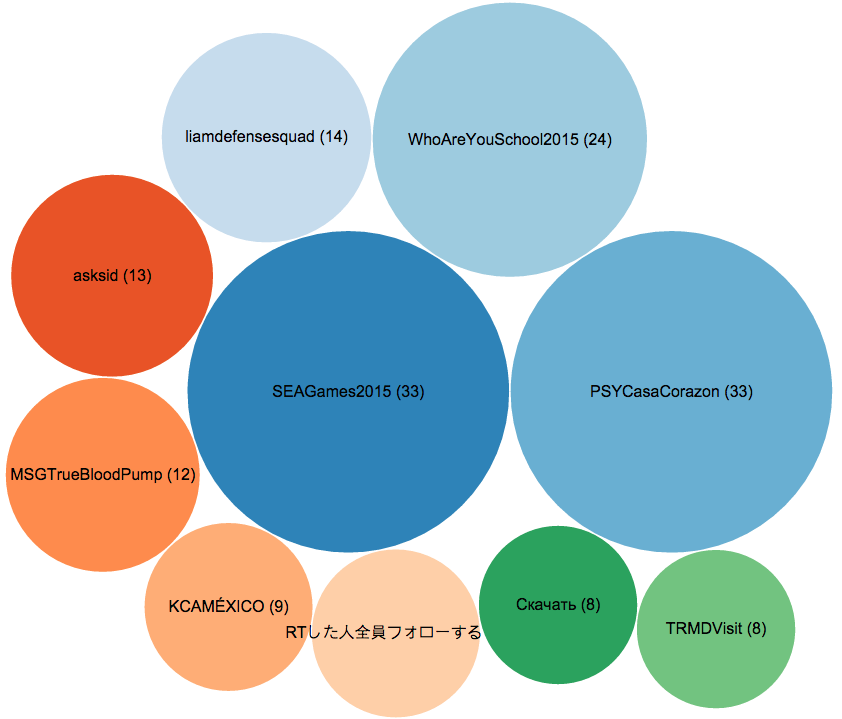 liamdefensesquad (14)
WhoAreYouSchool2015 (24)
asksid (13)
SEAGames2015 (33)
PSYCasaCorazon (33)
MSGTrueBloodPump (12)
KCAMÉXICO (9)
RTした人全員フォローする
Скачать (8)
TRMDVisit (8)